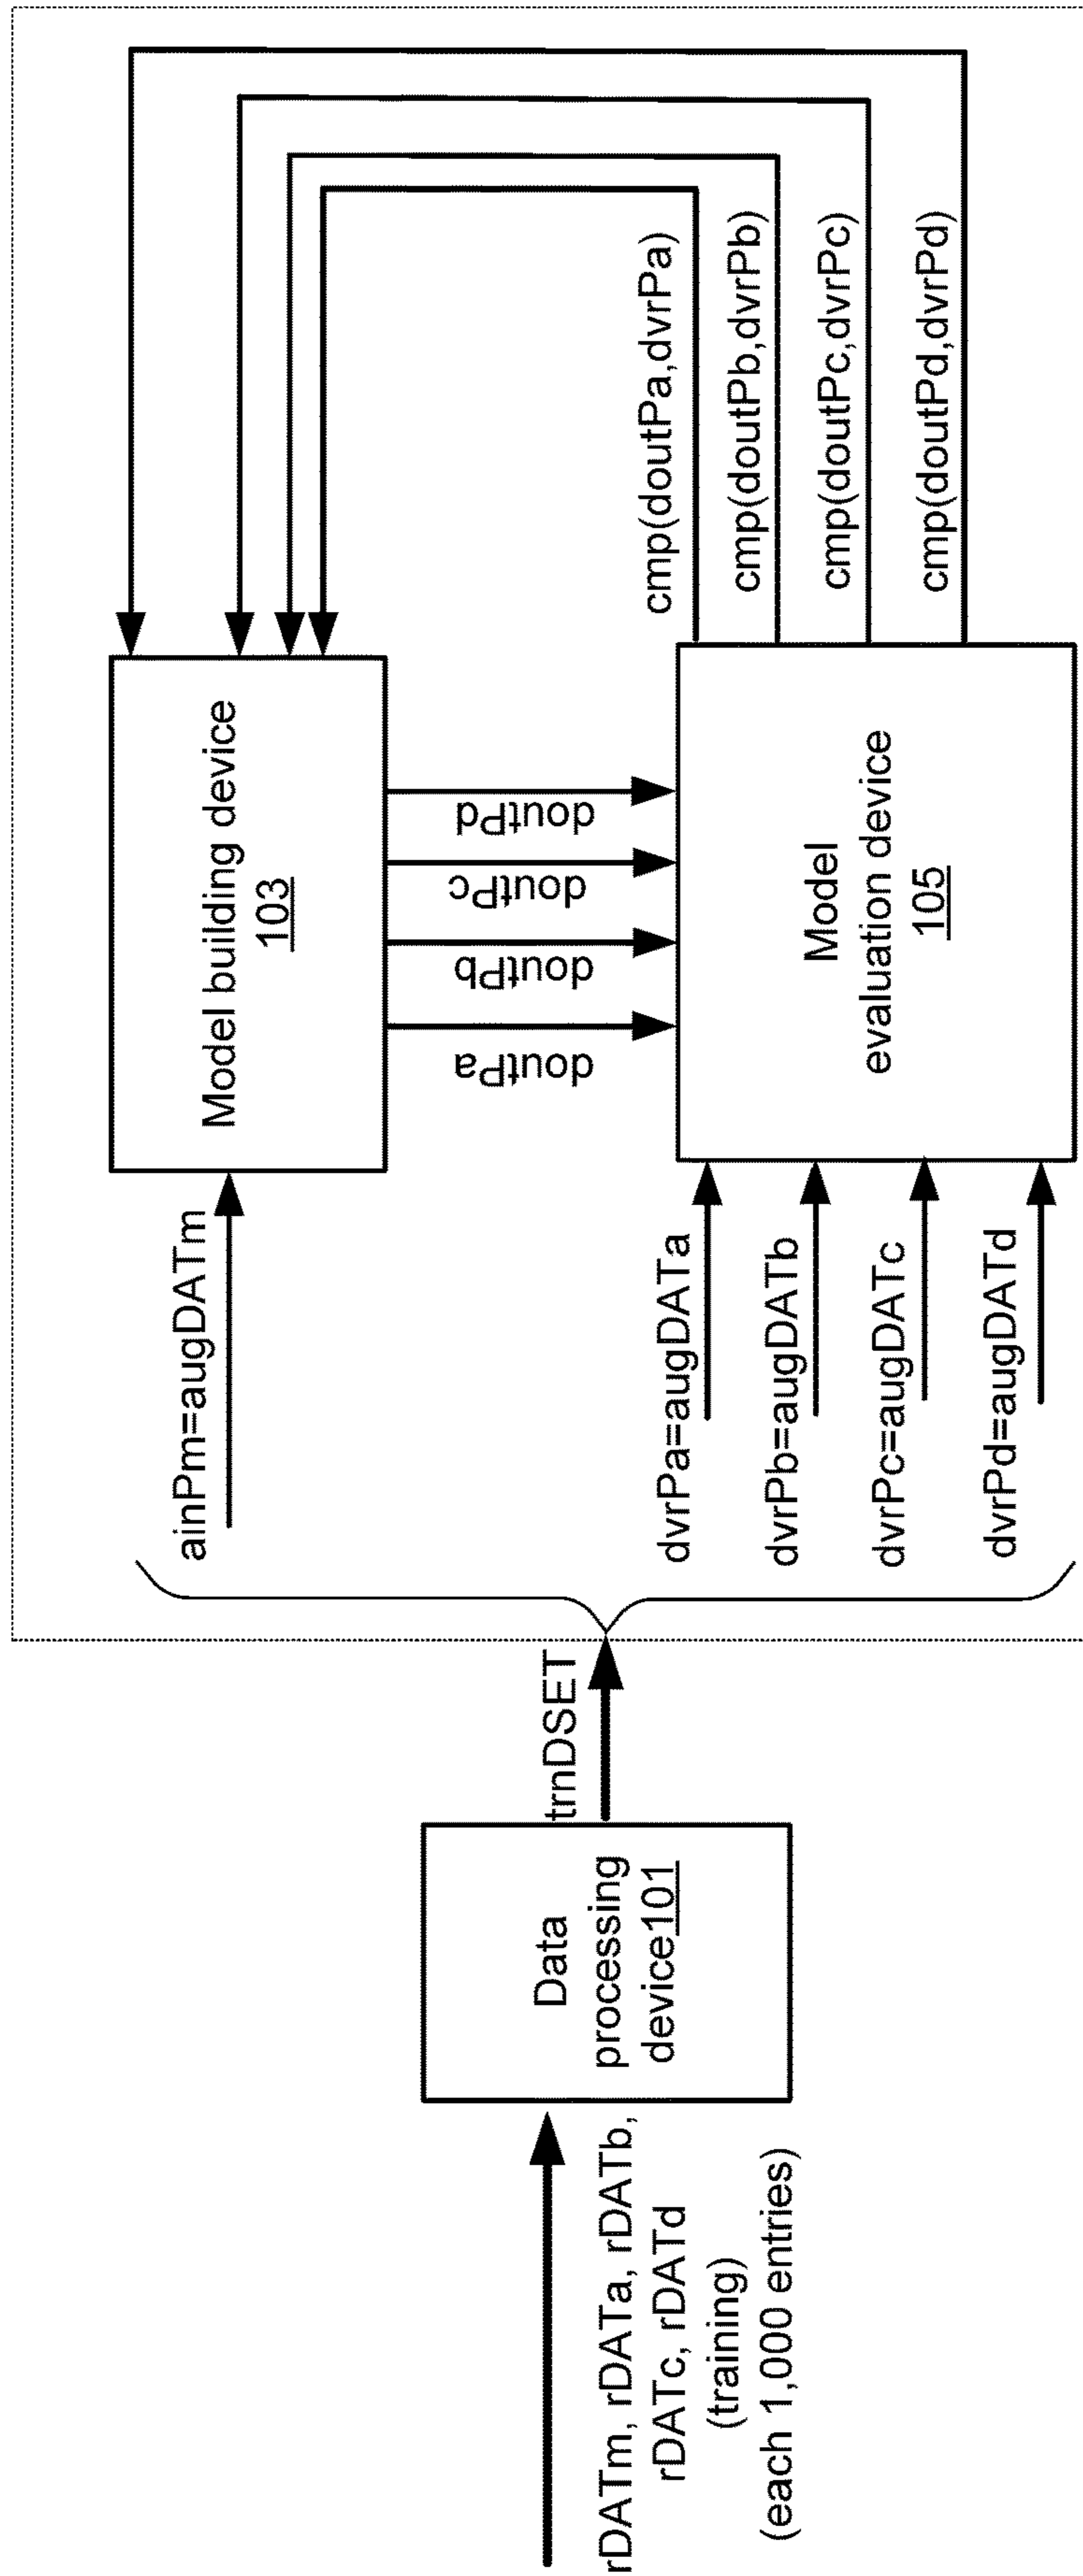 rDATm, rDATa, rDATb,
rDATc, rDATd
(training)
(each 1,000 entries)
Data
processing
device101
trnDSET
ainPm=augDATm
dvrPa=augDATa
dvrPb=augDATb
dvrPc=augDATc
dvrPd=augDATd
Model building device
103
doutPa
doutPb
doutPc
doutPd
Model
evaluation device
105
cmp(doutPa,dvrPa)
cmp(doutPb,dvrPb)
cmp(doutPc,dvrPc)
cmp(doutPd,dvrPd)